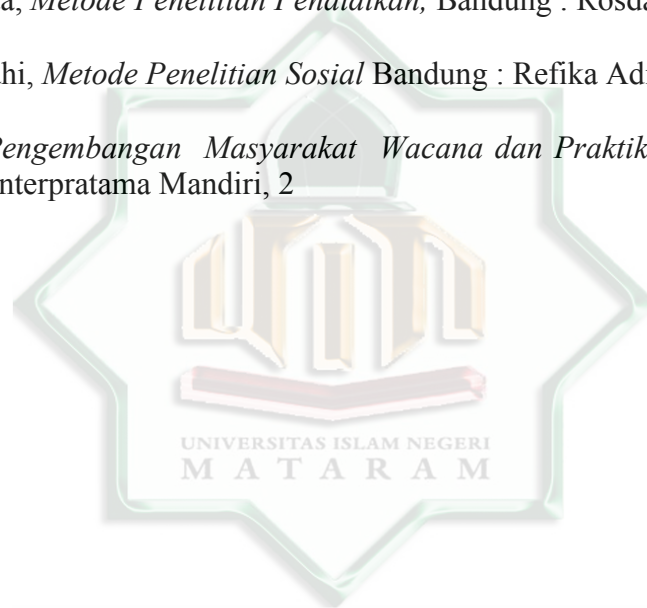 a, Metode Penelitian Pendidikan, Bandung : Rosda
hi, Metode Penelitian Sosial Bandung : Refika Adi
Pengembangan Masyarakat Wacana dan Praktik
nterpratama Mandiri, 2
UNIVERSITAS ISLAM NEGERI
MATARAM